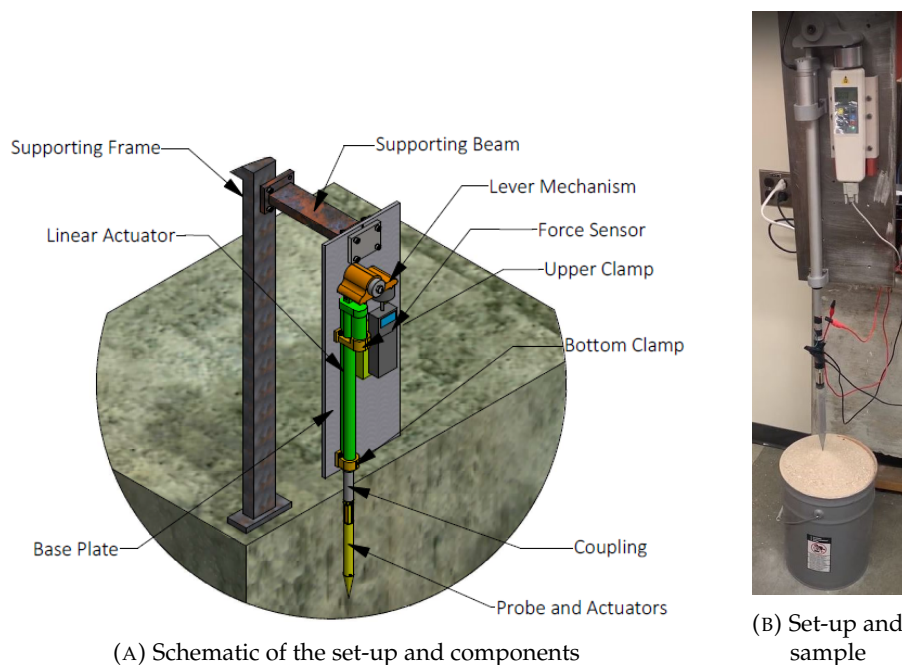 Supporting Frame
Supporting Beam
Lever Mechanism
Linear Actuator
Force Sensor
Upper Clamp
Bottom Clamp
Base Plate
Coupling
Probe and Actuators
(A) Schematic of the set-up and components
(B) Set-up and
sample